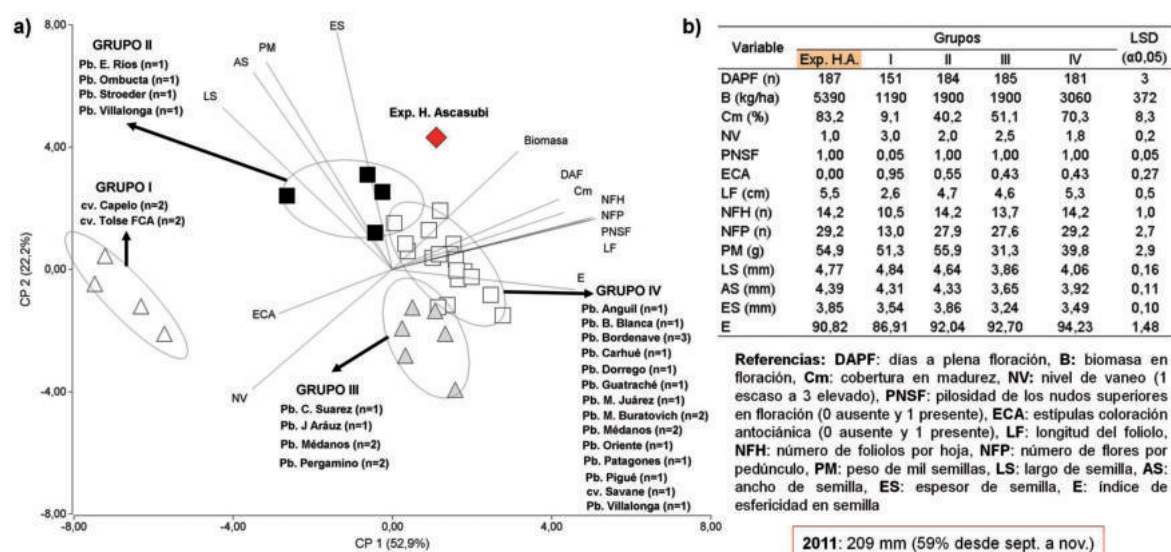 a)
8,00
4,00
0,00
-4,00
-8,00
CP 2 (22,2%)
-8,00
-4,00
0,00
4,00
8,00
CP 1 (52,9%)
GRUPO II
Pb. E. Ríos (n=1)
Pb. Ombucta (n=1)
Pb. Stroeder (n=1)
Pb. Villalonga (n=1)
GRUPO I
cv. Capelo (n=2)
cv. Tolse FCA (n=2)
ES
PM
AS
LS
Exp. H. Ascasubi
Biomasa
DAF
Cm
NFH
NFP
PNSF
LF
E
ECA
NV
GRUPO III
Pb. C. Suarez (n=1)
Pb. J Aráuz (n=1)
Pb. Médanos (n=2)
Pb. Pergamino (n=2)
GRUPO IV
Pb. Anguil (n=1)
Pb. B. Blanca (n=1)
Pb. Bordenave (n=3)
Pb. Carhué (n=1)
Pb. Dorrego (n=1)
Pb. Guatraché (n=1)
Pb. M. Juárez (n=1)
Pb. M. Buratovich (n=2)
Pb. Médanos (n=2)
Pb. Oriente (n=1)
Pb. Patagones (n=1)
Pb. Pigué (n=1)
cv. Savane (n=1)
Pb. Villalonga (n=1)
b)
Variable Grupos LSD
Exp. H.A. I II III IV (α0,05)
DAPF (n) 187 151 184 185 181 3
B (kg/ha) 5390 1190 1900 1900 3060 372
Cm (%) 83,2 9,1 40,2 51,1 70,3 8,3
NV 1,0 3,0 2,0 2,5 1,8 0,2
PNSF 1,00 0,05 1,00 1,00 1,00 0,05
ECA 0,00 0,95 0,55 0,43 0,43 0,27
LF (cm) 5,5 2,6 4,7 4,6 5,3 0,5
NFH (n) 14,2 10,5 14,2 13,7 14,2 1,0
NFP (n) 29,2 13,0 27,9 27,6 29,2 2,7
PM (g) 54,9 51,3 55,9 31,3 39,8 2,9
LS (mm) 4,77 4,84 4,64 3,86 4,06 0,16
AS (mm) 4,39 4,31 4,33 3,65 3,92 0,11
ES (mm) 3,85 3,54 3,86 3,24 3,49 0,10
E 90,82 86,91 92,04 92,70 94,23 1,48
Referencias: DAPF: días a plena floración, B: biomasa en
floración, Cm: cobertura en madurez, NV: nivel de vaneo (1
escaso a 3 elevado), PNSF: pilosidad de los nudos superiores
en floración (0 ausente y 1 presente), ECA: estípulas coloración
antociánica (0 ausente y 1 presente), LF: longitud del foliolo,
NFH: número de foliolos por hoja, NFP: número de flores por
pedúnculo, PM: peso de mil semillas, LS: largo de semilla, AS:
ancho de semilla, ES: espesor de semilla, E: índice de
esfericidad en semilla
2011: 209 mm (59% desde sept. a nov.)